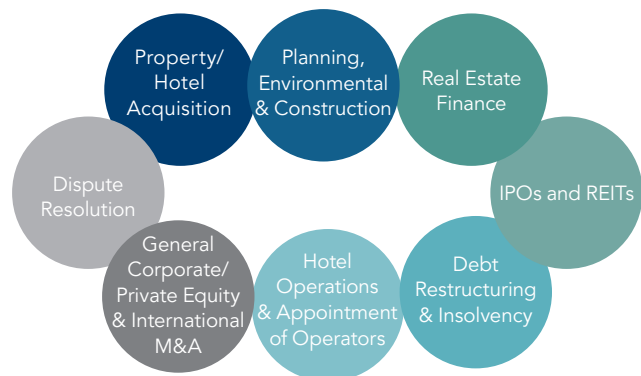 Property/
Hotel
Acquisition
Planning,
Environmental
& Construction
Real Estate
Finance
IPOs and REITs
Debt
Restructuring
& Insolvency
Hotel
Operations
& Appointment
of Operators
General
Corporate/
Private Equity
& International
M&A
Dispute
Resolution